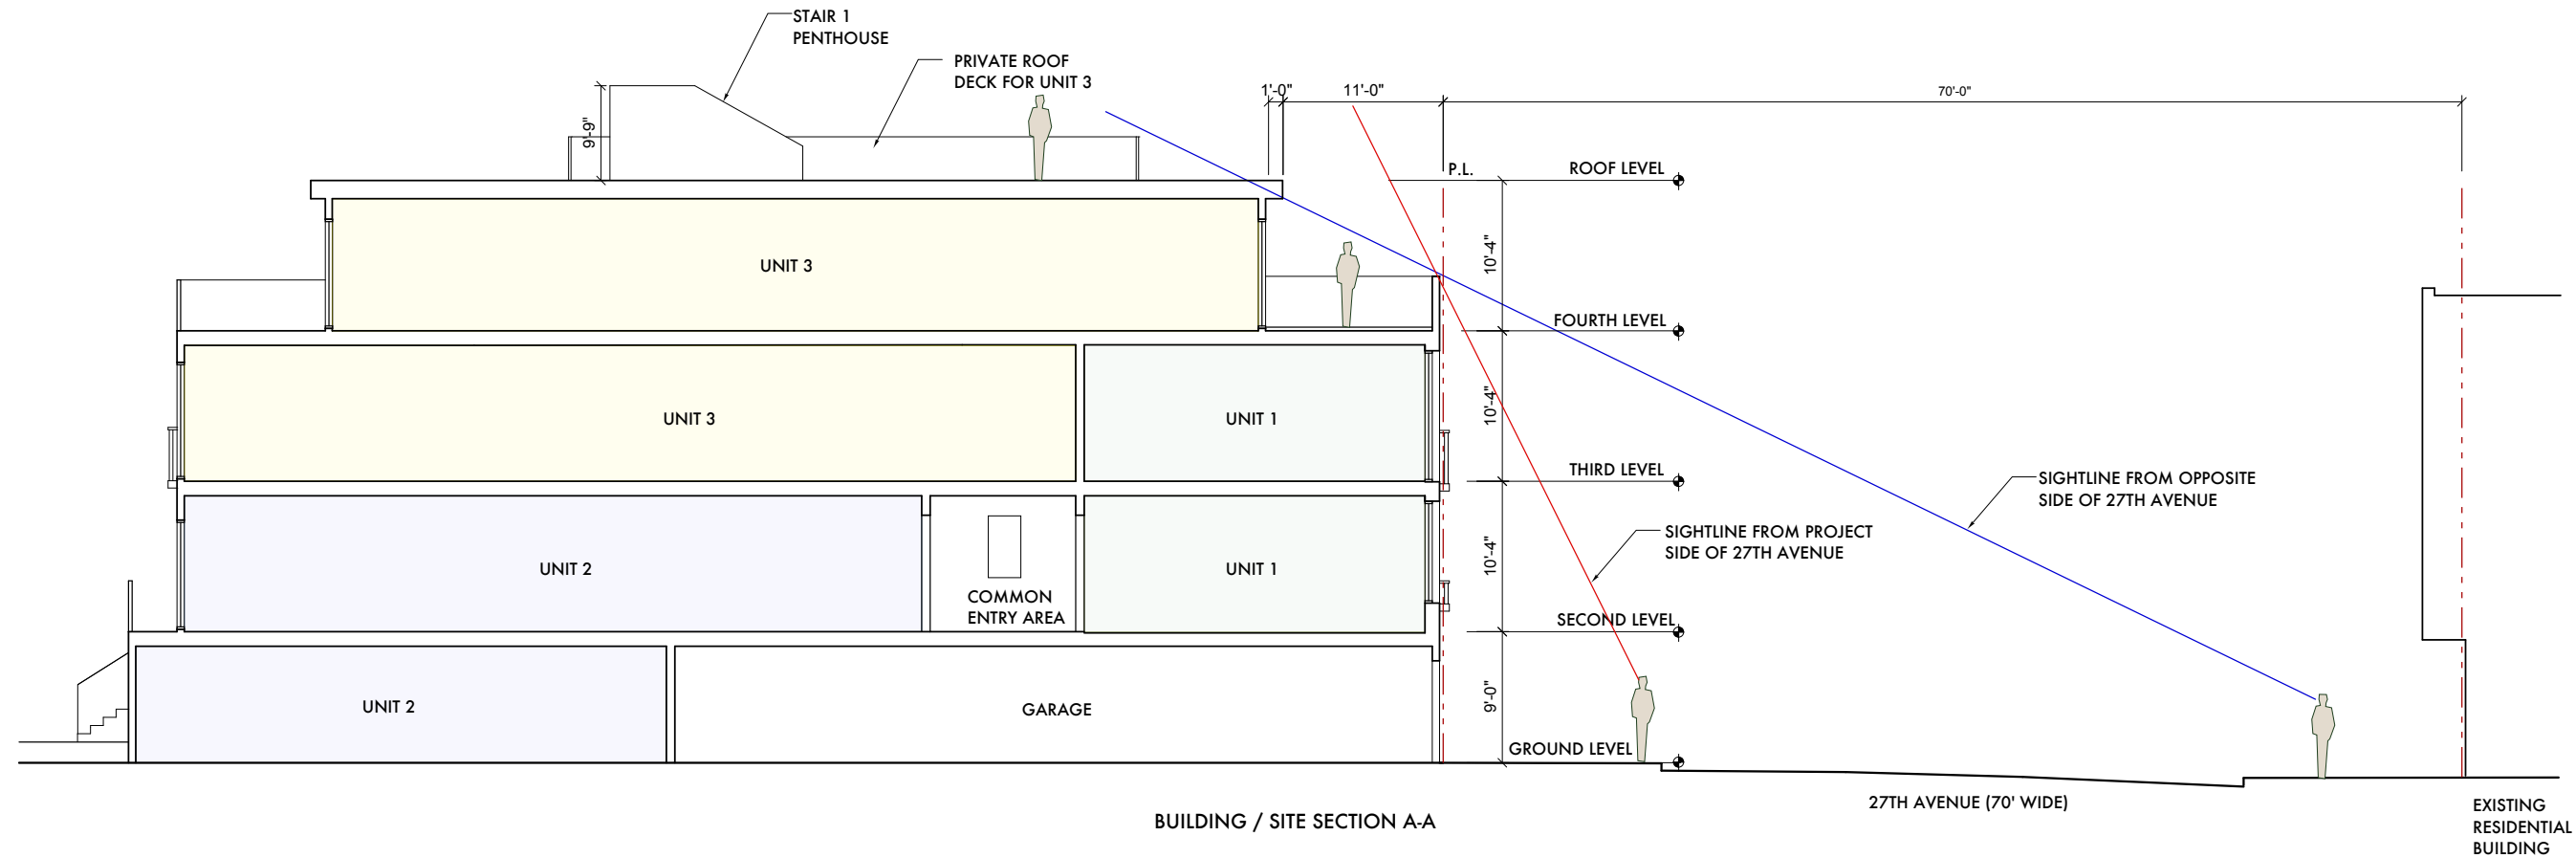 STAIR 1
PENTHOUSE
PRIVATE ROOF
DECK FOR UNIT 3
1'-0"
11'-0"
70'-0"
9'-9"
P.L.
ROOF LEVEL
10'-4"
UNIT 3
FOURTH LEVEL
10'-4"
UNIT 3
UNIT 1
THIRD LEVEL
SIGHTLINE FROM OPPOSITE
SIDE OF 27TH AVENUE
SIGHTLINE FROM PROJECT
SIDE OF 27TH AVENUE
10'-4"
UNIT 2
UNIT 1
COMMON
ENTRY AREA
SECOND LEVEL
9'-0"
UNIT 2
GARAGE
GROUND LEVEL
27TH AVENUE (70' WIDE)
EXISTING
RESIDENTIAL
BUILDING
BUILDING / SITE SECTION A-A